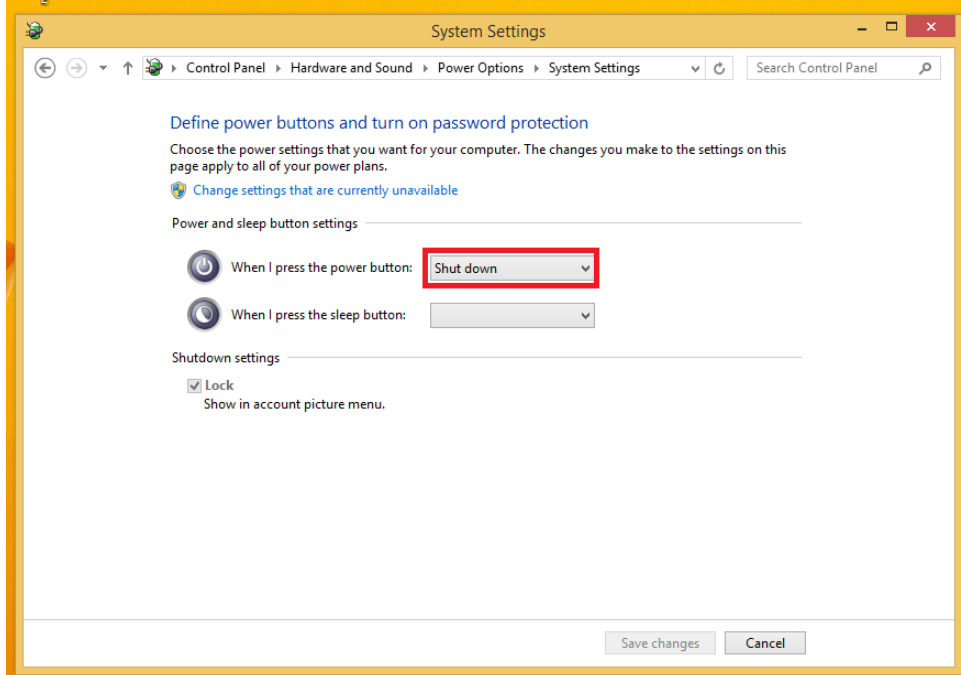 System Settings
Control Panel Hardware and Sound Power Options System Settings Search Control Panel
Define power buttons and turn on password protection
Choose the power settings that you want for your computer. The changes you make to the settings on this
page apply to all of your power plans.
Change settings that are currently unavailable
Power and sleep button settings
When I press the power button: Shut down
When I press the sleep button:
Shutdown settings
Lock
Show in account picture menu.
Save changes Cancel